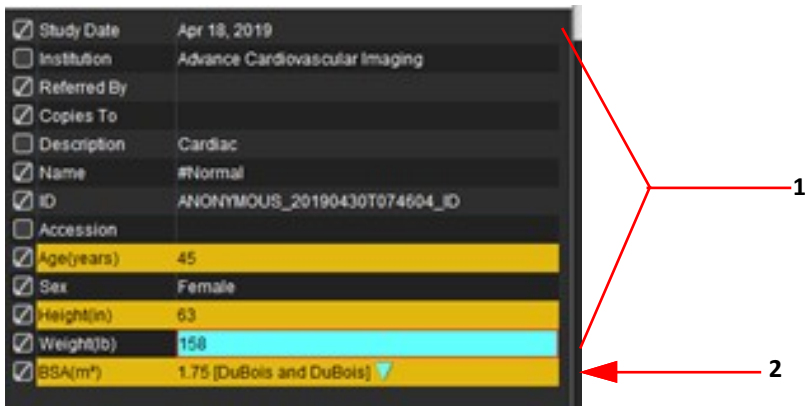 Study Date Apr 18, 2019
Institution Advance Cardiovascular Imaging
Referred By
Copies To
Description Cardiac
Name #Normal
ID ANONYMOUS_20190430T074604_ID
Accession
Age(years) 45
Sex Female
Height(in) 63
Weight(lb) 158
BSA(m²) 1.75 [DuBois and DuBois]
1
2